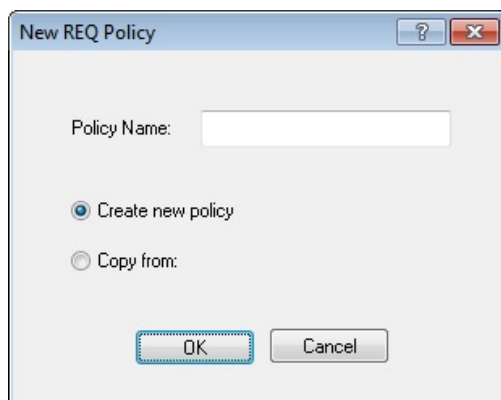 New REQ Policy
Policy Name:
Create new policy
Copy from:
OK Cancel